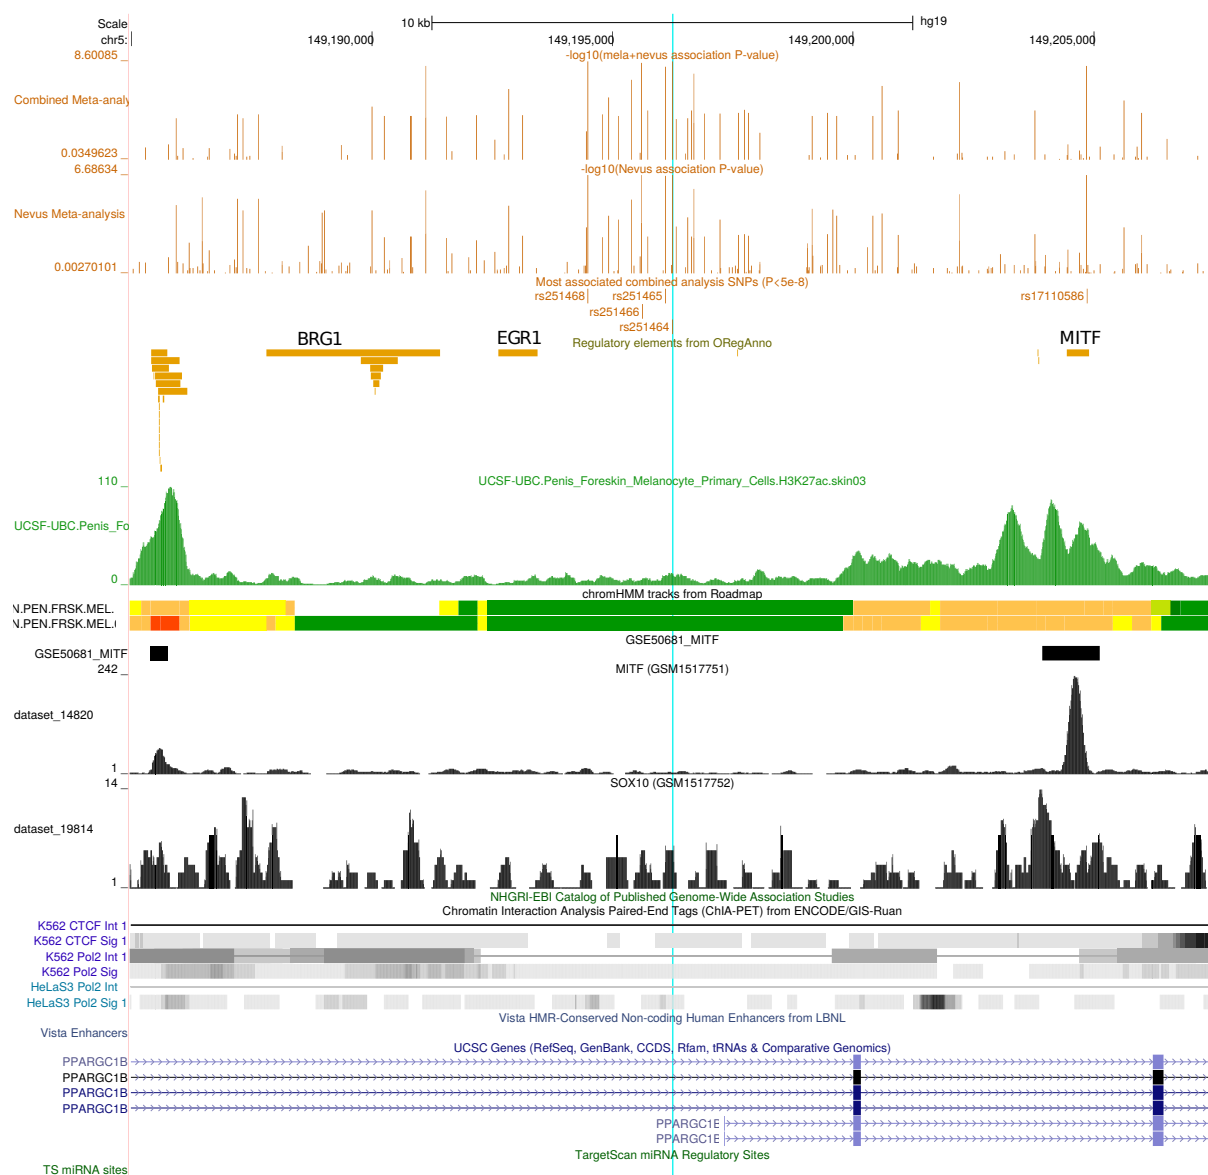 Scale 10 kb hg19
chr5: 149,190,000 149,195,000 149,200,000 149,205,000
8.60085 -log10(mela+nevus association P-value)
Combined Meta-analy
0.0349623
6.68634 -log10(Nevus association P-value)
Nevus Meta-analysis
0.00270101
Most associated combined analysis SNPs (P<5e-8)
rs251468 rs251465 rs17110586
rs251466
rs251464
BRG1 EGR1 MITF
Regulatory elements from ORegAnno
110 UCSF-UBC.Penis_Foreskin_Melanocyte_Primary_Cells.H3K27ac.skin03
UCSF-UBC.Penis_Fo
0
chromHMM tracks from Roadmap
N.PEN.FRSK.MEL.
N.PEN.FRSK.MEL.
GSE50681_MITF
GSE50681_MITF
242 MITF (GSM1517751)
dataset_14820
1
SOX10 (GSM1517752)
14
dataset_19814
1
NHGRI-EBI Catalog of Published Genome-Wide Association Studies
Chromatin Interaction Analysis Paired-End Tags (ChIA-PET) from ENCODE/GIS-Ruan
K562 CTCF Int 1
K562 CTCF Sig 1
K562 Pol2 Int 1
K562 Pol2 Sig
HeLaS3 Pol2 Int
HeLaS3 Pol2 Sig 1
Vista HMR-Conserved Non-coding Human Enhancers from LBNL
Vista Enhancers
UCSC Genes (RefSeq, GenBank, CCDS, Rfam, tRNAs & Comparative Genomics)
PPARGC1B
PPARGC1B
PPARGC1B
PPARGC1B
PPARGC1E
PPARGC1E
TargetScan miRNA Regulatory Sites
TS miRNA sites